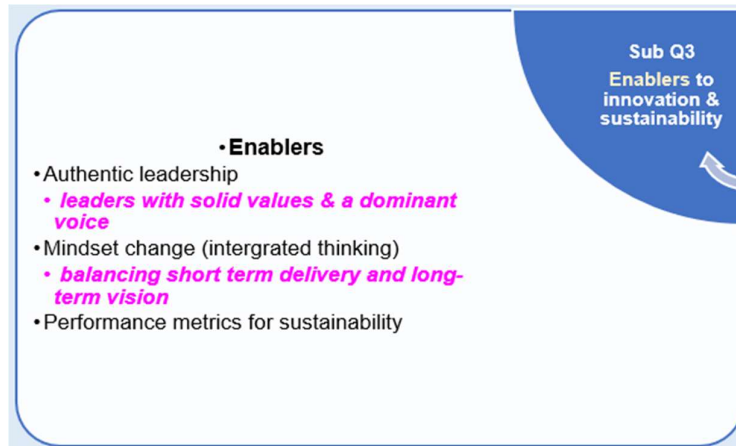 Sub Q3
Enablers to
innovation &
sustainability
•Enablers
•Authentic leadership
• leaders with solid values & a dominant
voice
•Mindset change (intergrated thinking)
• balancing short term delivery and long-
term vision
•Performance metrics for sustainability